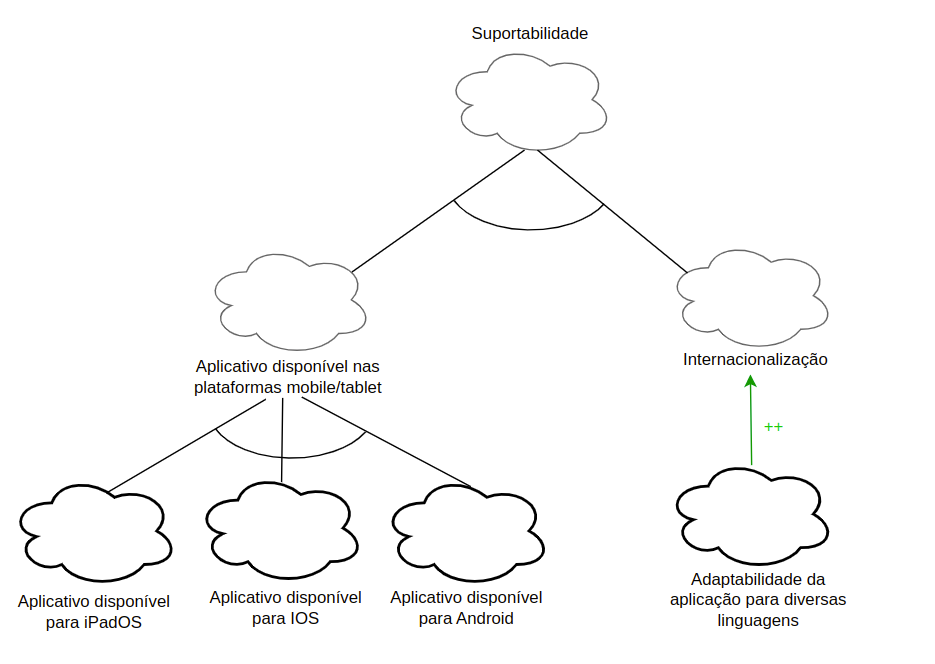 Suportabilidade
Aplicativo disponível nas
plataformas mobile/tablet
Internacionalização
++
Aplicativo disponível
para iPadOS
Aplicativo disponível
para IOS
Aplicativo disponível
para Android
Adaptabilidade da
aplicação para diversas
linguagens